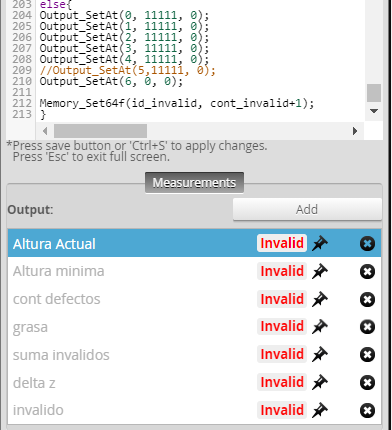 203 else{
204 Output_SetAt(0, 11111, 0);
205 Output_SetAt(1, 11111, 0);
206 Output_SetAt(2, 11111, 0);
207 Output_SetAt(3, 11111, 0);
208 Output_SetAt(4, 11111, 0);
209 //Output_SetAt(5,11111, 0);
210 Output_SetAt(6, 0, 0);
211
212 Memory_Set64f(id_invalid, cont_invalid+1);
213 }
*Press save button or 'Ctrl+S' to apply changes.
Press 'Esc' to exit full screen.
Measurements
Output: Add
Altura Actual Invalid
Altura minima Invalid
cont defectos Invalid
grasa Invalid
suma invalidos Invalid
delta z Invalid
invalido Invalid